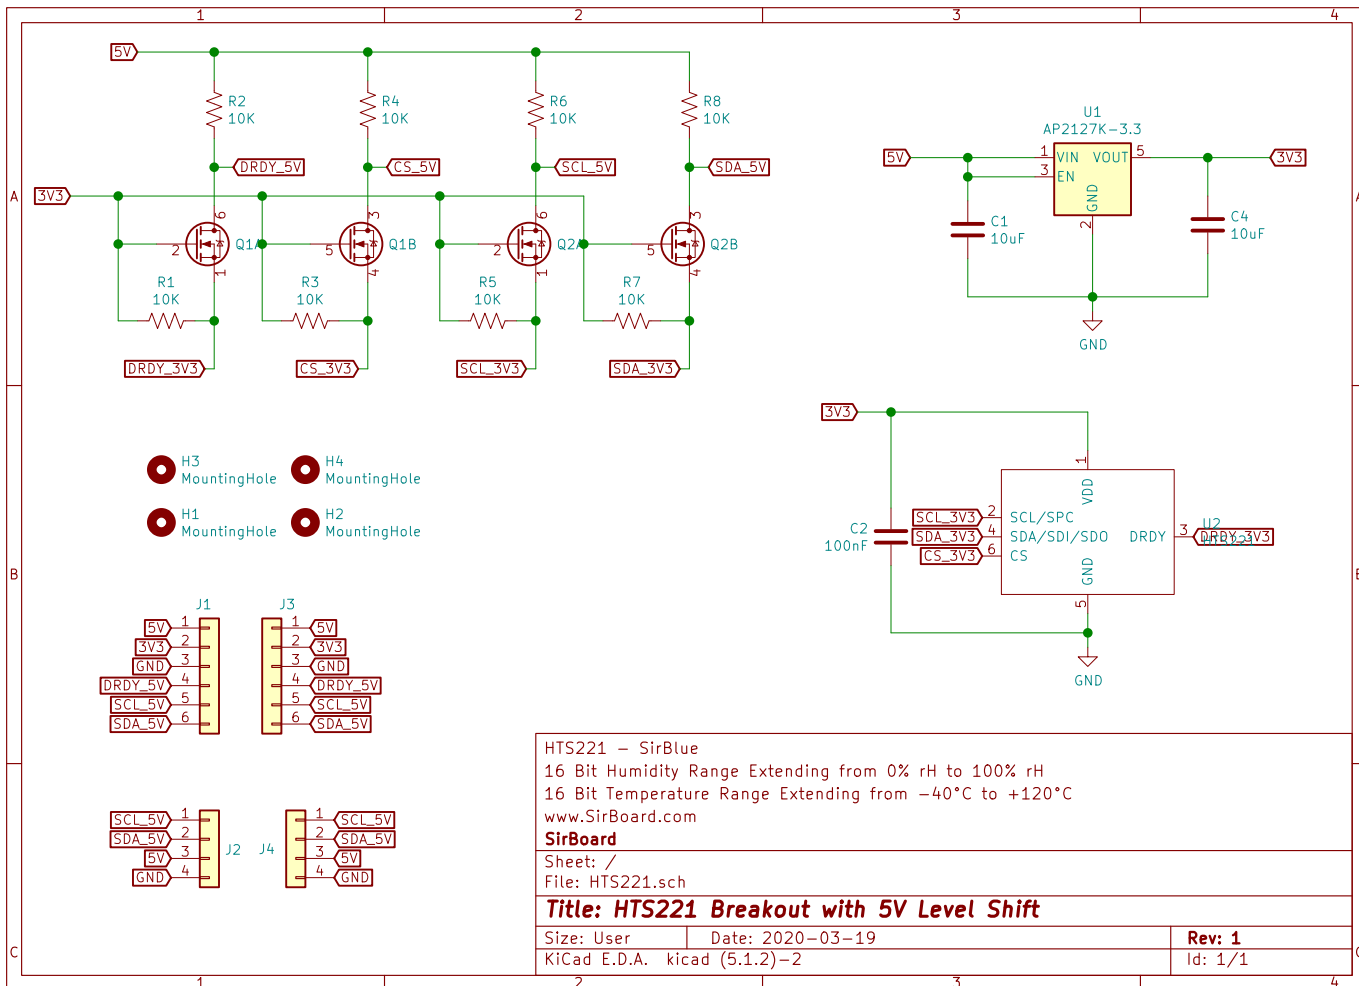 1 2 3 4
A A
B B
C C
1 2 3 4
5V
R2
10K
R4
10K
R6
10K
R8
10K
DRDY_5V
CS_5V
SCL_5V
SDA_5V
3V3
6
2
Q1A
1
3
5
Q1B
4
6
2
Q2A
1
3
5
Q2B
4
R1
10K
R3
10K
R5
10K
R7
10K
DRDY_3V3
CS_3V3
SCL_3V3
SDA_3V3
U1
AP2127K-3.3
5V
1 VIN VOUT 5
3 EN
GND
2
3V3
C1
10uF
C4
10uF
GND
3V3
C2
100nF
1
VDD
SCL_3V3 2 SCL/SPC
SDA_3V3 4 SDA/SDI/SDO
CS_3V3 6 CS
DRDY 3 DRDY_3V3
U2
HTS221
GND
5
GND
H3
MountingHole
H4
MountingHole
H1
MountingHole
H2
MountingHole
J1
5V 1
3V3 2
GND 3
DRDY_5V 4
SCL_5V 5
SDA_5V 6
J3
1 5V
2 3V3
3 GND
4 DRDY_5V
5 SCL_5V
6 SDA_5V
SCL_5V 1
SDA_5V 2
5V 3
GND 4
J2
J4
1 SCL_5V
2 SDA_5V
3 5V
4 GND
HTS221 - SirBlue
16 Bit Humidity Range Extending from 0% rH to 100% rH
16 Bit Temperature Range Extending from -40°C to +120°C
www.SirBoard.com
SirBoard
Sheet: /
File: HTS221.sch
Title: HTS221 Breakout with 5V Level Shift
Size: User Date: 2020-03-19 Rev: 1
KiCad E.D.A. kicad (5.1.2)-2 Id: 1/1